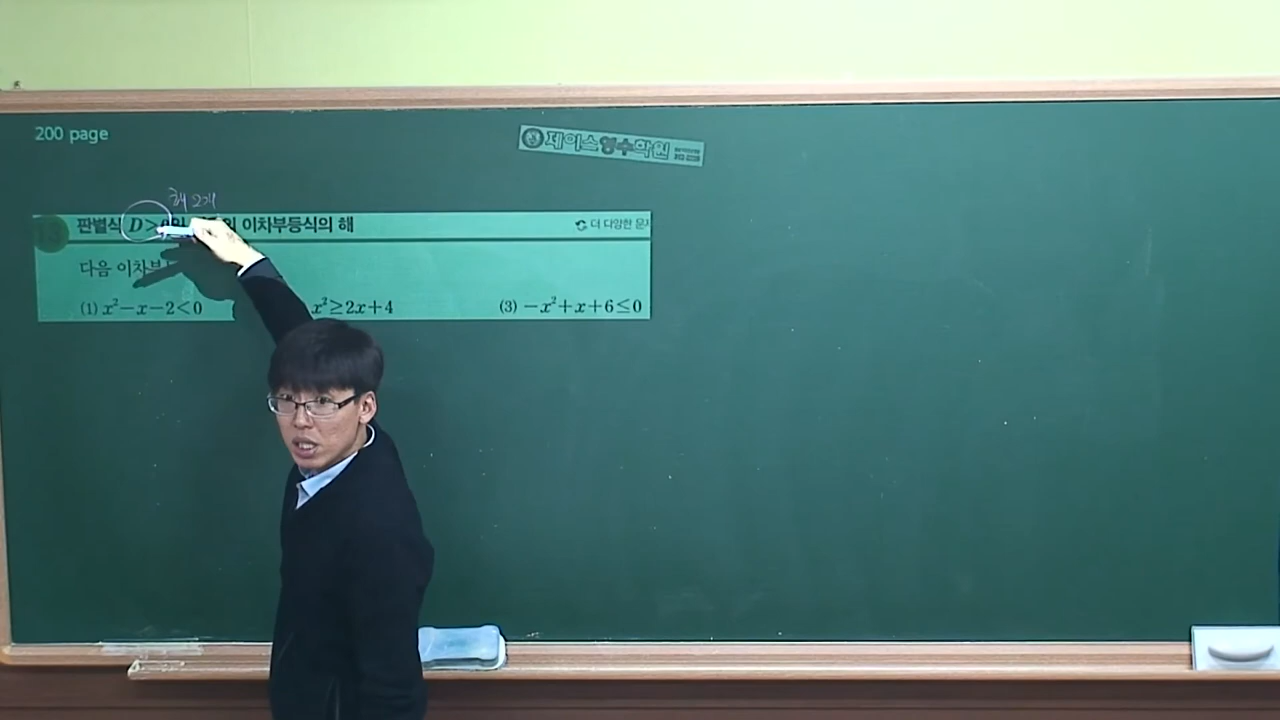 200 page
제이스영수학원
해 2개
판별식 D>0인 이차부등식의 해
더 다양한 문
다음 이차부
(1) x²-x-2<0
x²≥2x+4
(3) -x²+x+6≤0